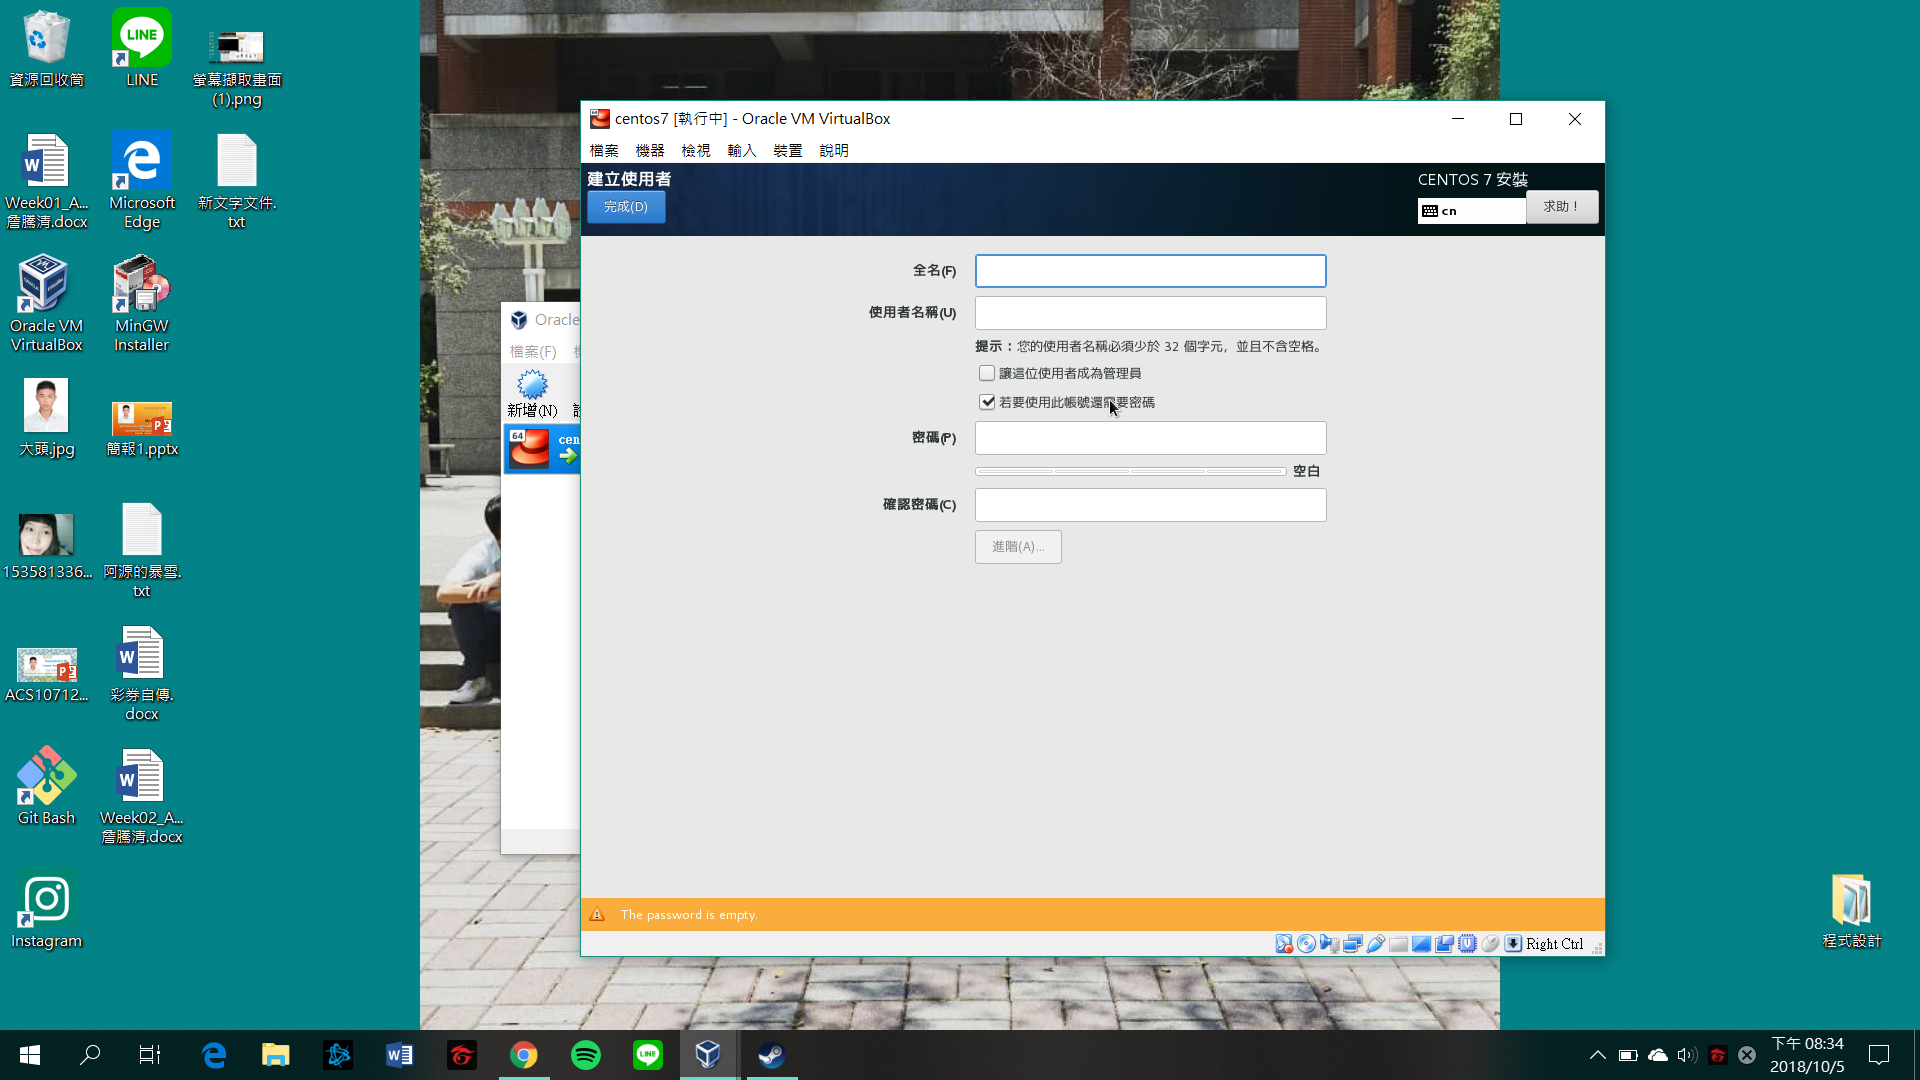 資源回收筒
LINE
螢幕擷取畫面
(1).png
Week01_A...
詹騰淯.docx
Microsoft
Edge
新文字文件.
txt
Oracle VM
VirtualBox
MinGW
Installer
大頭.jpg
簡報1.pptx
153581336...
阿源的暴雪.
txt
ACS10712...
彩券自傳.
docx
Git Bash
Week02_A...
詹騰淯.docx
Instagram
程式設計
Oracle
檔案(F)
新增(N)
64
cen
centos7 [執行中] - Oracle VM VirtualBox
檔案 機器 檢視 輸入 裝置 說明
建立使用者
CENTOS 7 安裝
完成(D)
cn
求助！
全名(F)
使用者名稱(U)
提示：您的使用者名稱必須少於 32 個字元，並且不含空格。
讓這位使用者成為管理員
若要使用此帳號還需要密碼
密碼(P)
空白
確認密碼(C)
進階(A)...
The password is empty.
Right Ctrl
下午 08:34
2018/10/5